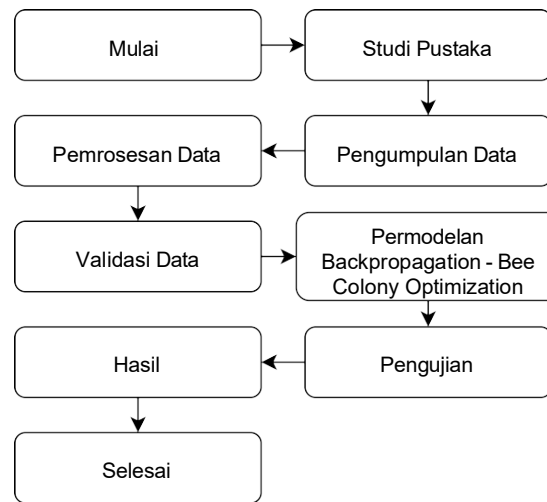 Mulai
Studi Pustaka
Pengumpulan Data
Pemrosesan Data
Validasi Data
Permodelan
Backpropagation - Bee
Colony Optimization
Pengujian
Hasil
Selesai